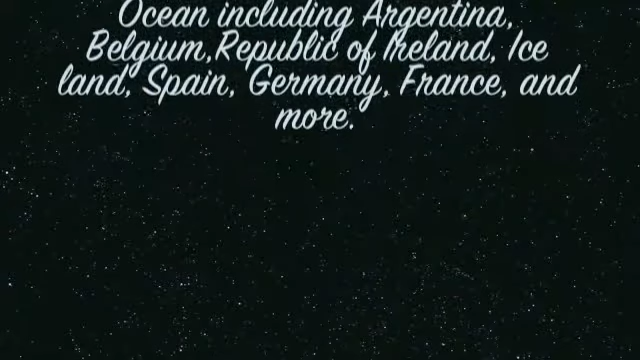 Ocean including Argentina,
Belgium,Republic of Ireland, Ice
land, Spain, Germany, France, and
more.